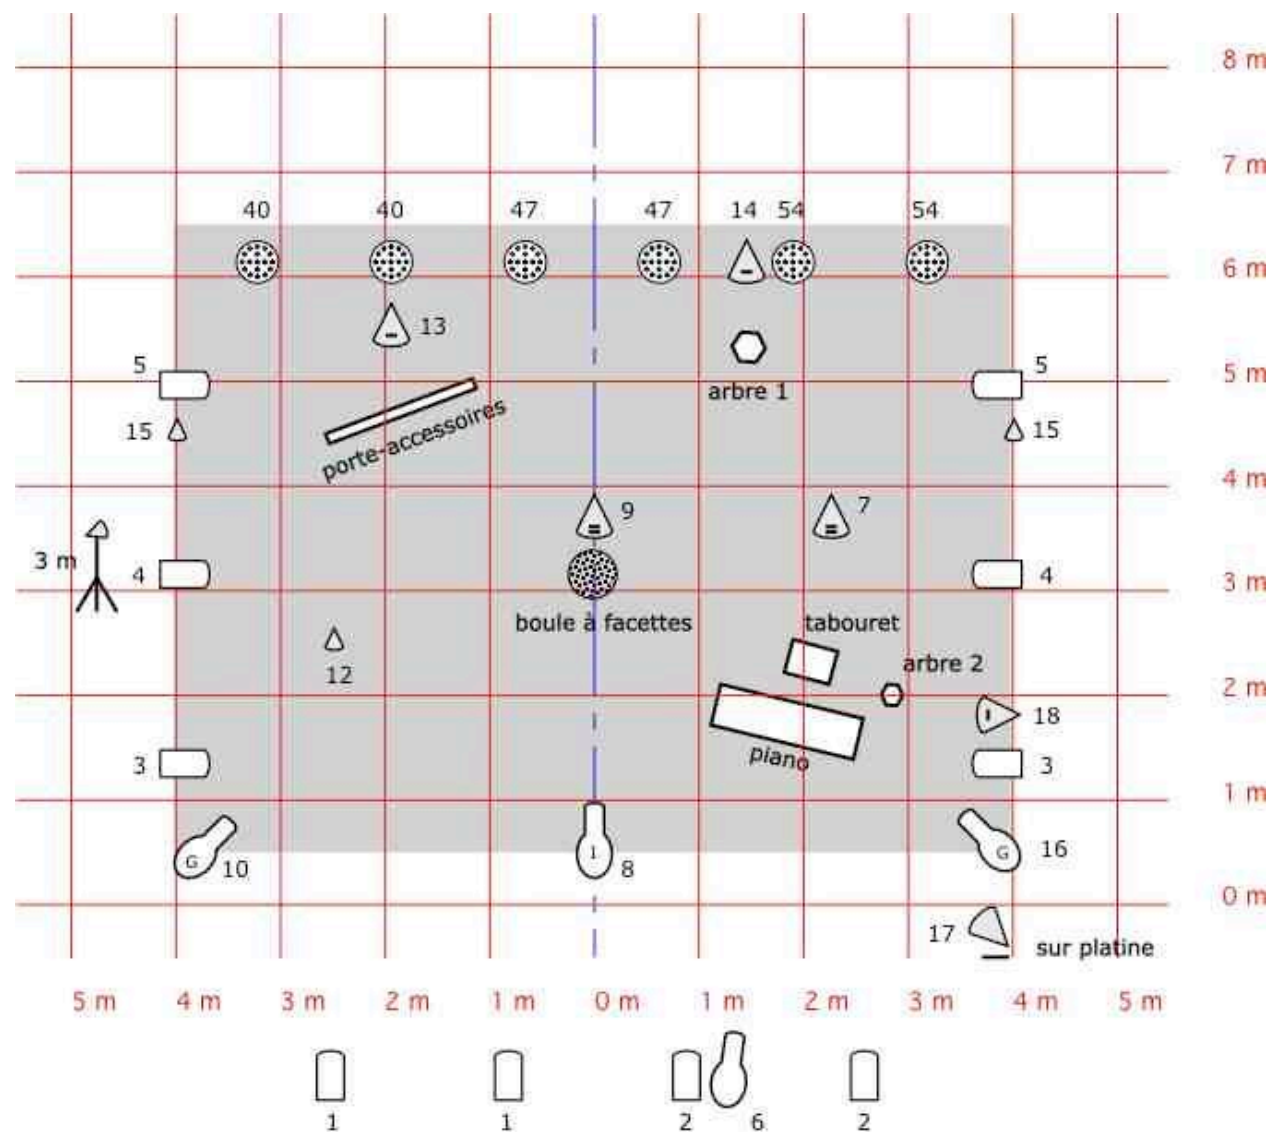 8 m
7 m
40 40 47 47 14 54 54
6 m
13
5 5
5 m
arbre 1
15 15
porte-accessoires
4 m
9 7
3 m
4 4
3 m
boule à facettes tabouret
arbre 2
12
2 m
18
piano
3 3
1 m
G 1 G
10 8 16
0 m
17
sur platine
5 m 4 m 3 m 2 m 1 m 0 m 1 m 2 m 3 m 4 m 5 m
1 1 2 6 2